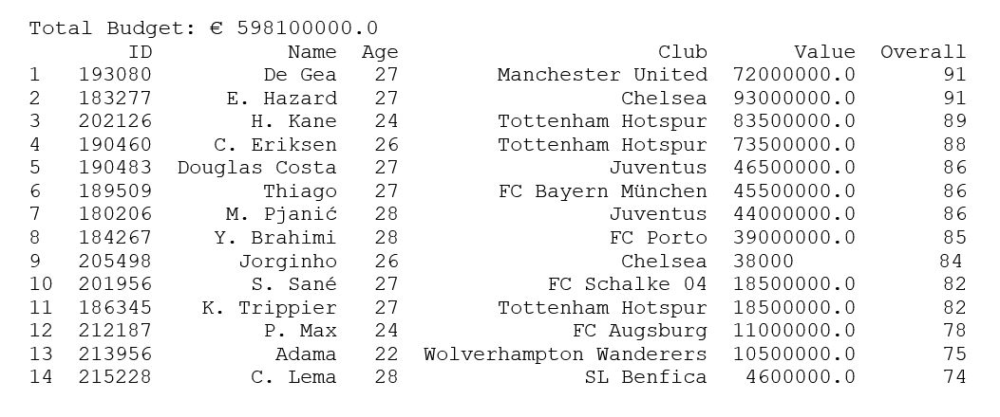 Total Budget: € 598100000.0
ID Name Age Club Value Overall
1 193080 De Gea 27 Manchester United 72000000.0 91
2 183277 E. Hazard 27 Chelsea 93000000.0 91
3 202126 H. Kane 24 Tottenham Hotspur 83500000.0 89
4 190460 C. Eriksen 26 Tottenham Hotspur 73500000.0 88
5 190483 Douglas Costa 27 Juventus 46500000.0 86
6 189509 Thiago 27 FC Bayern München 45500000.0 86
7 180206 M. Pjanić 28 Juventus 44000000.0 86
8 184267 Y. Brahimi 28 FC Porto 39000000.0 85
9 205498 Jorginho 26 Chelsea 38000 84
10 201956 S. Sané 27 FC Schalke 04 18500000.0 82
11 186345 K. Trippier 27 Tottenham Hotspur 18500000.0 82
12 212187 P. Max 24 FC Augsburg 11000000.0 78
13 213956 Adama 22 Wolverhampton Wanderers 10500000.0 75
14 215228 C. Lema 28 SL Benfica 4600000.0 74